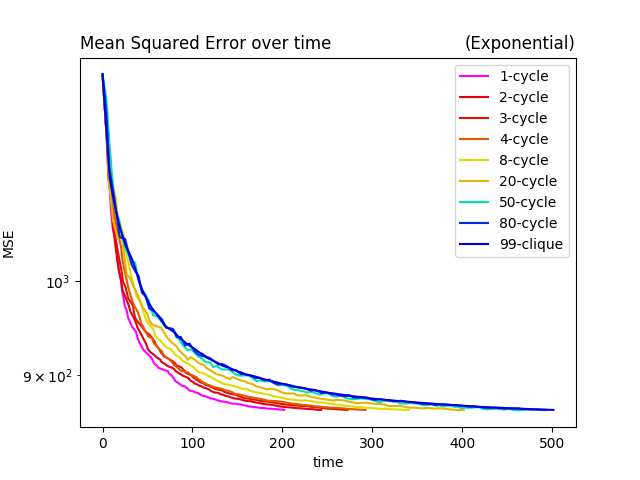 Mean Squared Error over time (Exponential)
1-cycle
2-cycle
3-cycle
4-cycle
8-cycle
20-cycle
50-cycle
80-cycle
99-clique
MSE
10³
9 × 10²
0 100 200 300 400 500
time